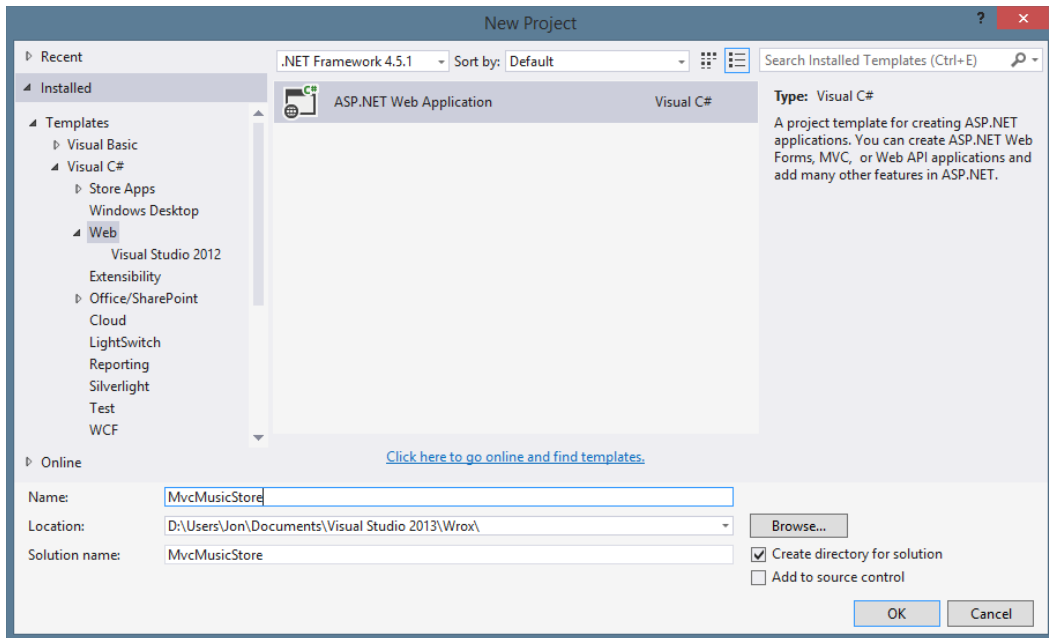 New Project
?
Recent
Installed
Templates
Visual Basic
Visual C#
Store Apps
Windows Desktop
Web
Visual Studio 2012
Extensibility
Office/SharePoint
Cloud
LightSwitch
Reporting
Silverlight
Test
WCF
Online
.NET Framework 4.5.1
Sort by: Default
C#
ASP.NET Web Application Visual C#
Click here to go online and find templates.
Search Installed Templates (Ctrl+E)
Type: Visual C#
A project template for creating ASP.NET
applications. You can create ASP.NET Web
Forms, MVC, or Web API applications and
add many other features in ASP.NET.
Name: MvcMusicStore
Location: D:\Users\Jon\Documents\Visual Studio 2013\Wrox\
Browse...
Solution name: MvcMusicStore
Create directory for solution
Add to source control
OK
Cancel